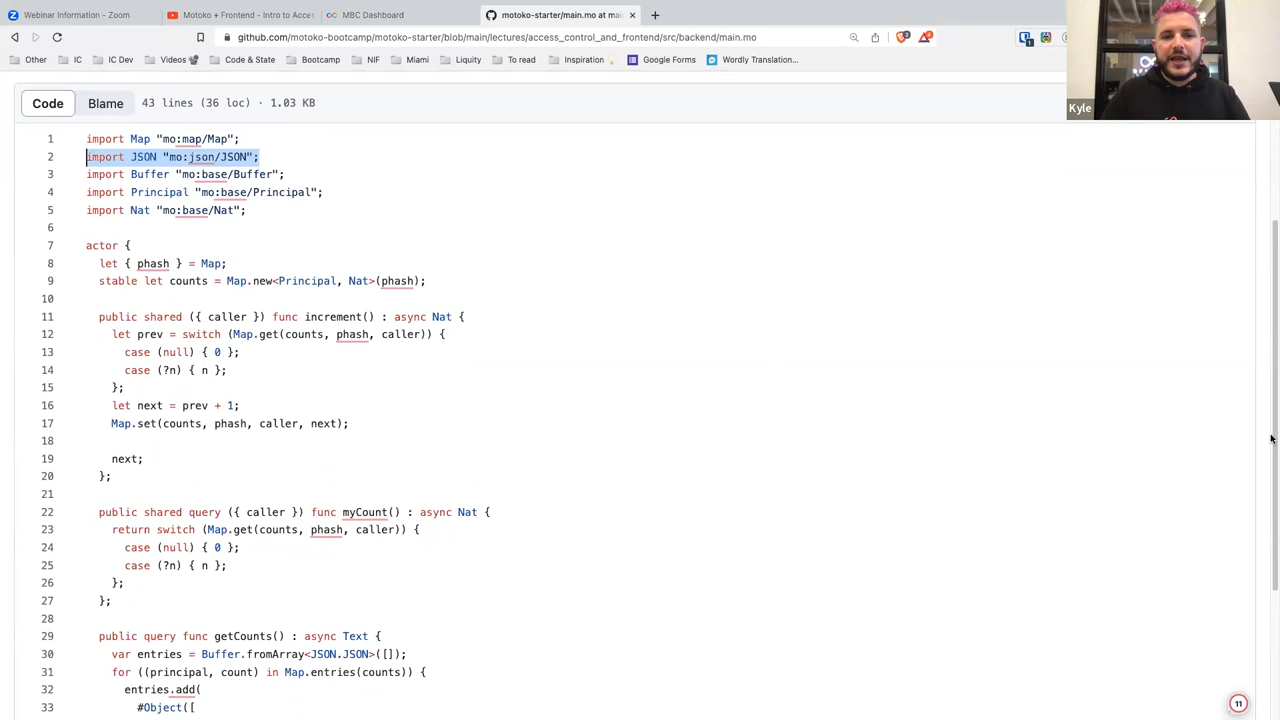 Webinar Information - Zoom
Motoko + Frontend - Intro to Acces
MBC Dashboard
motoko-starter/main.mo at ma
github.com/motoko-bootcamp/motoko-starter/blob/main/lectures/access_control_and_frontend/src/backend/main.mo
Other
IC
IC Dev
Videos
Code & State
Bootcamp
NIF
Miami
Liquity
To read
Inspiration
Google Forms
Wordly Translation...
Kyle
Code
Blame
43 lines (36 loc) · 1.03 KB
1 import Map "mo:map/Map";
2 import JSON "mo:json/JSON";
3 import Buffer "mo:base/Buffer";
4 import Principal "mo:base/Principal";
5 import Nat "mo:base/Nat";
6
7 actor {
8 let { phash } = Map;
9 stable let counts = Map.new<Principal, Nat>(phash);
10
11 public shared ({ caller }) func increment() : async Nat {
12 let prev = switch (Map.get(counts, phash, caller)) {
13 case (null) { 0 };
14 case (?n) { n };
15 };
16 let next = prev + 1;
17 Map.set(counts, phash, caller, next);
18
19 next;
20 };
21
22 public shared query ({ caller }) func myCount() : async Nat {
23 return switch (Map.get(counts, phash, caller)) {
24 case (null) { 0 };
25 case (?n) { n };
26 };
27 };
28
29 public query func getCounts() : async Text {
30 var entries = Buffer.fromArray<JSON.JSON>([]);
31 for ((principal, count) in Map.entries(counts)) {
32 entries.add(
33 #Object([
11